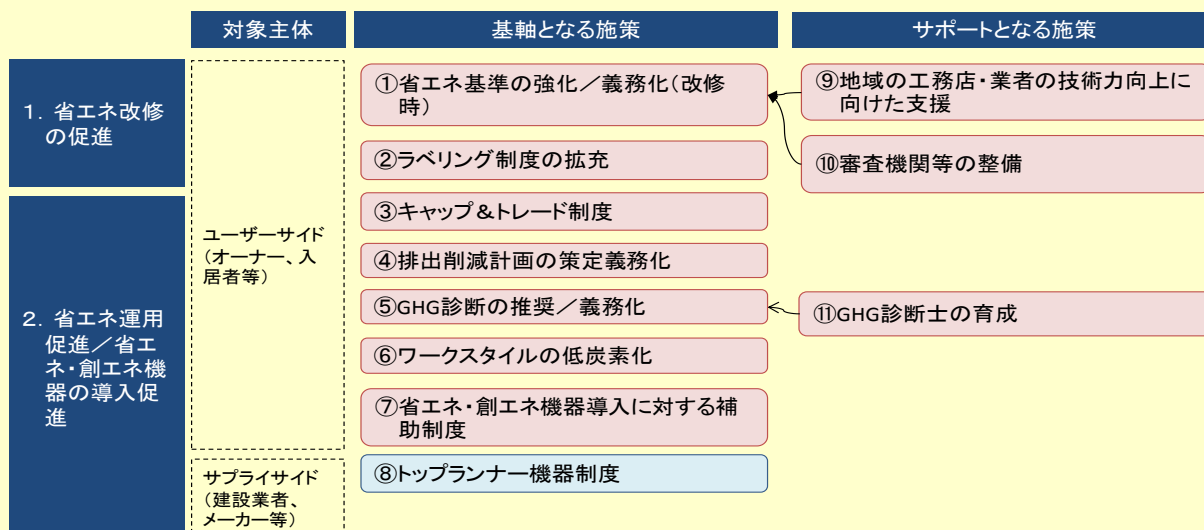 対象主体
基軸となる施策
サポートとなる施策
1. 省エネ改修
の促進
2. 省エネ運用
促進／省エ
ネ・創エネ機
器の導入促
進
ユーザーサイド
（オーナー、入
居者等）
サプライサイド
（建設業者、
メーカー等）
①省エネ基準の強化／義務化（改修
時）
②ラベリング制度の拡充
③キャップ＆トレード制度
④排出削減計画の策定義務化
⑤GHG診断の推奨／義務化
⑥ワークスタイルの低炭素化
⑦省エネ・創エネ機器導入に対する補
助制度
⑧トップランナー機器制度
⑨地域の工務店・業者の技術力向上に
向けた支援
⑩審査機関等の整備
⑪GHG診断士の育成